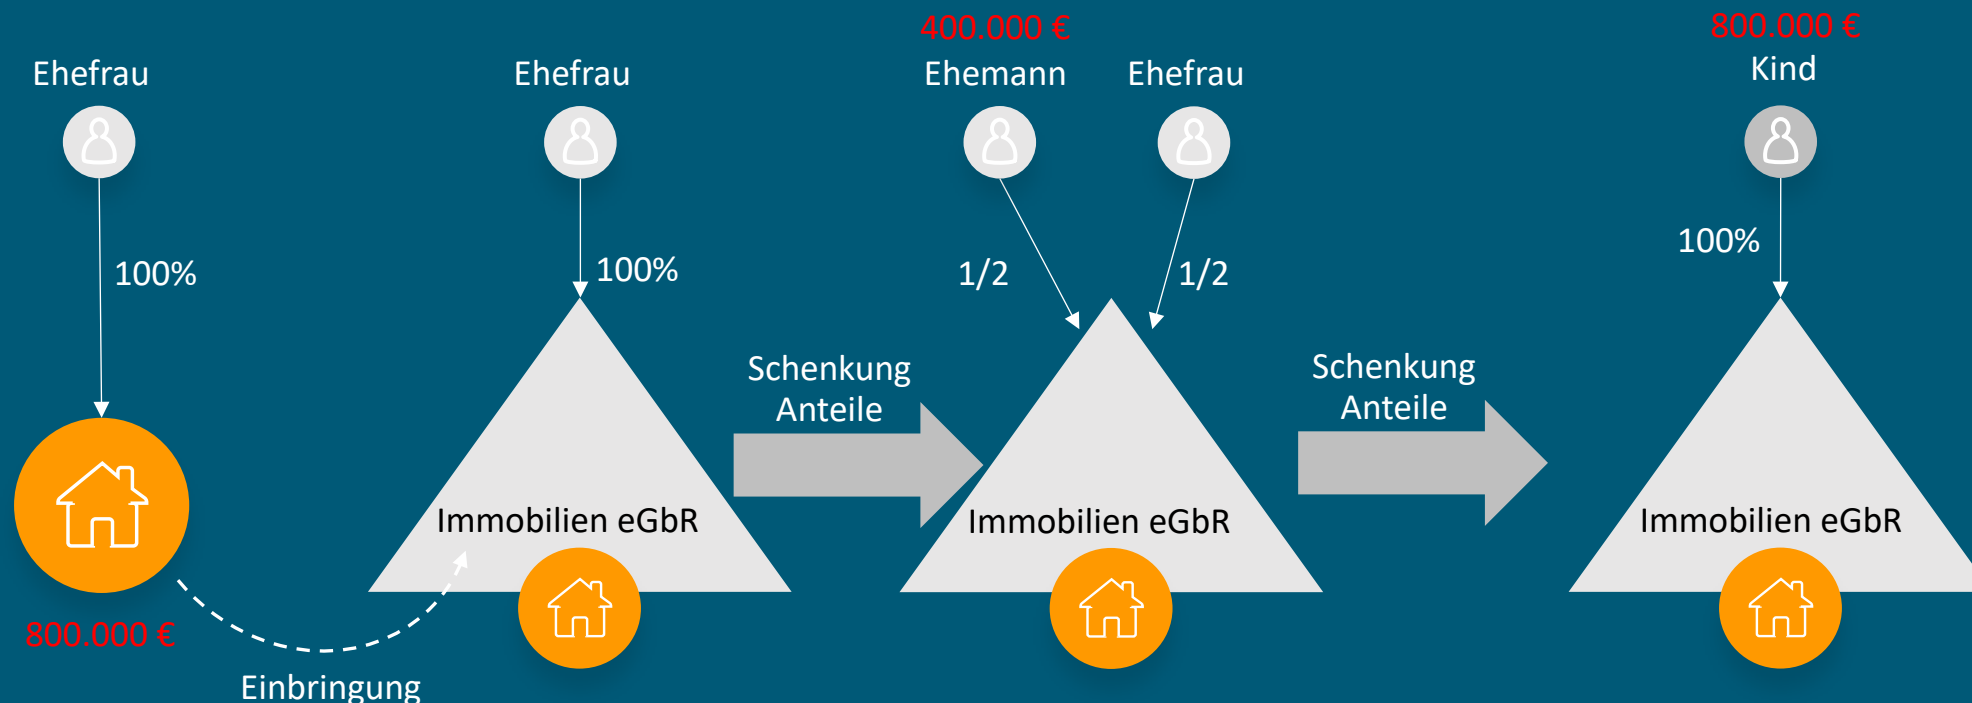 Ehefrau
100%
800.000 €
Einbringung
Ehefrau
100%
Immobilien eGbR
Schenkung
Anteile
400.000 €
Ehemann
Ehefrau
1/2
1/2
Immobilien eGbR
Schenkung
Anteile
800.000 €
Kind
100%
Immobilien eGbR